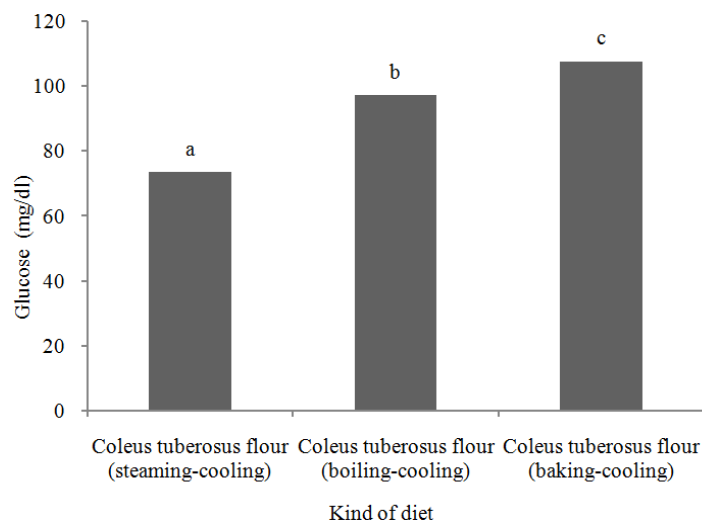 120
100
80
60
40
20
0
Glucose (mg/dl)
a
b
c
Coleus tuberosus flour
(steaming-cooling)
Coleus tuberosus flour
(boiling-cooling)
Coleus tuberosus flour
(baking-cooling)
Kind of diet